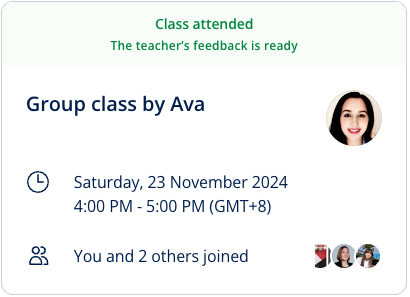 Class attended
The teacher's feedback is ready
Group class by Ava
Saturday, 23 November 2024
4:00 PM - 5:00 PM (GMT+8)
You and 2 others joined